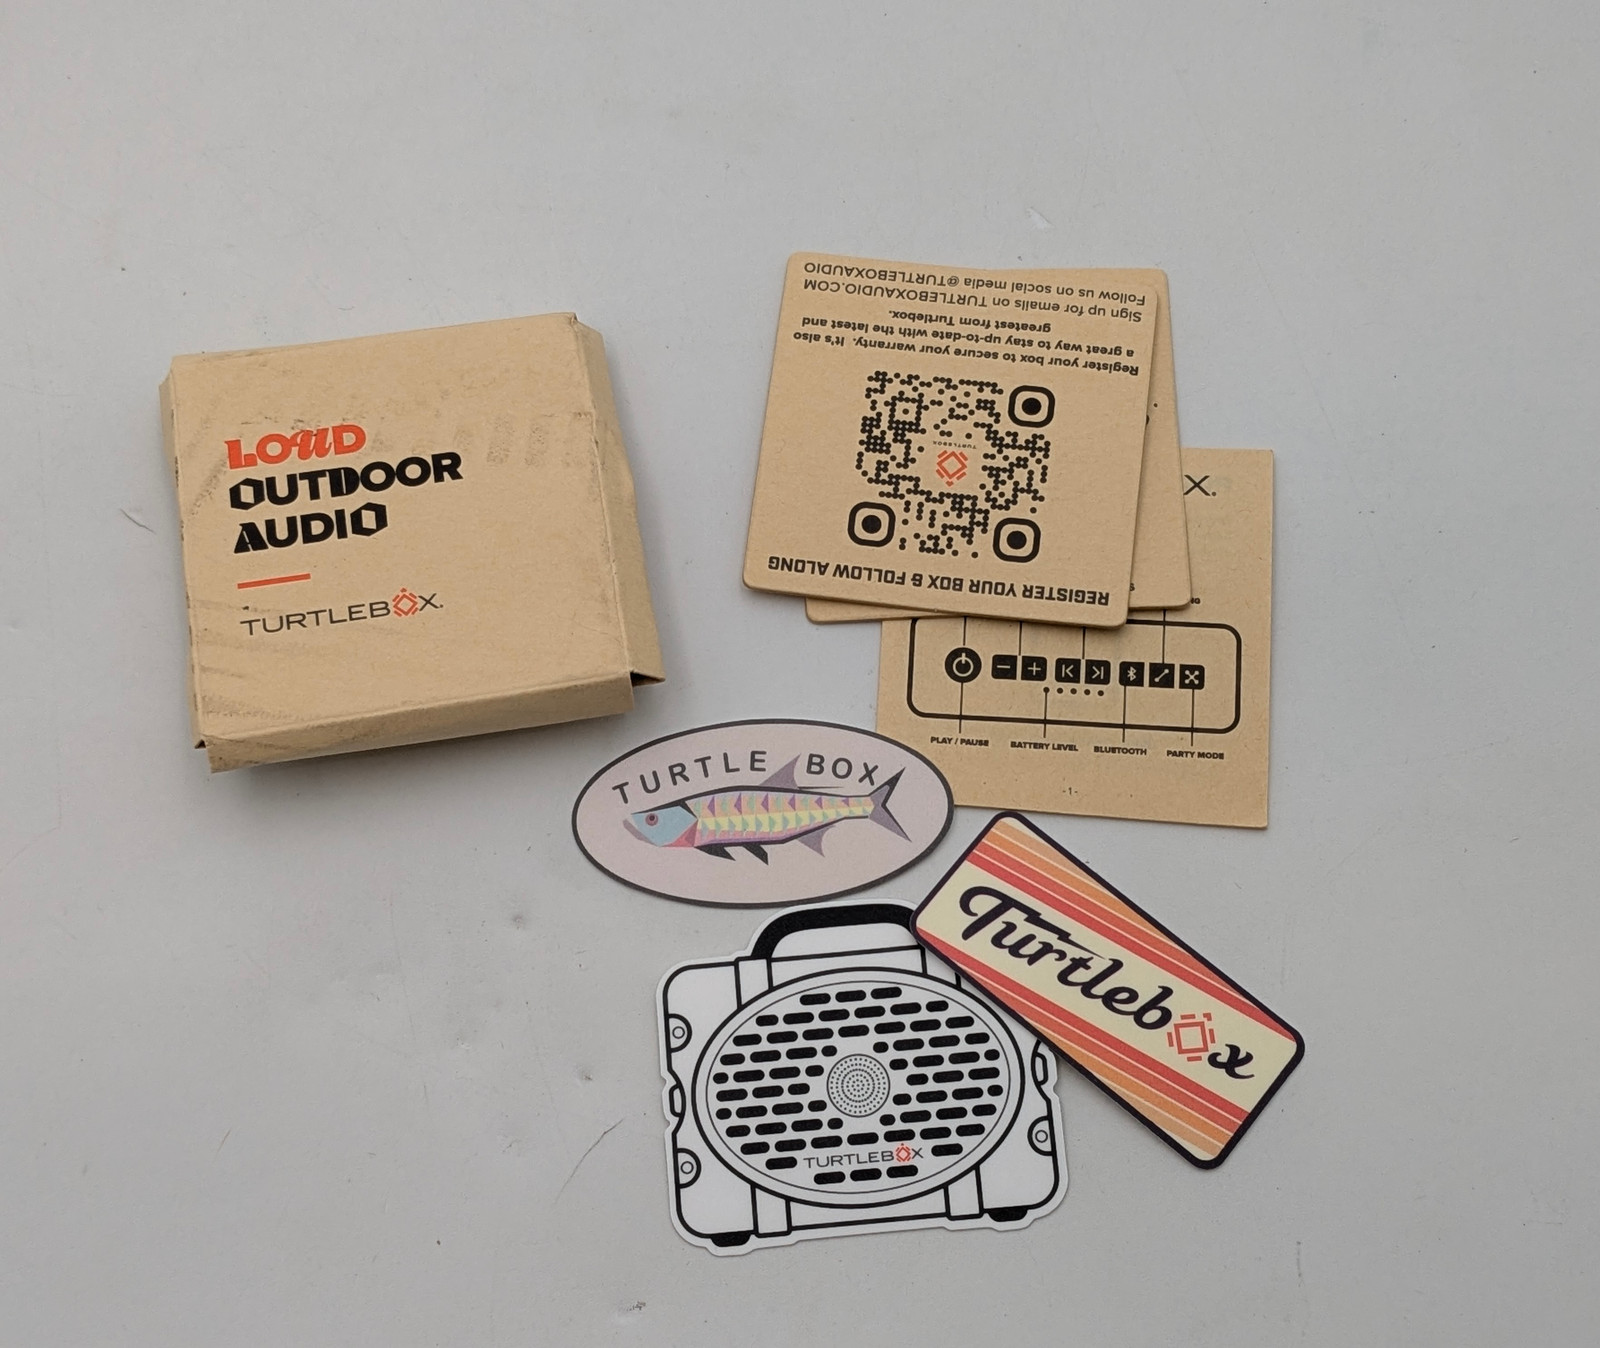 LOUD
OUTDOOR
AUDIO
TURTLEBOX.
REGISTER YOUR BOX & FOLLOW ALONG
TURTLEBOX
Register your box to secure your warranty. It's also
a great way to stay up-to-date with the latest and
greatest from Turtlebox.
Sign up for emails on TURTLEBOXAUDIO.COM
Follow us on social media @TURTLEBOXAUDIO
X.
PLAY / PAUSE
BATTERY LEVEL
BLUETOOTH
PARTY MODE
-1-
TURTLE BOX
Turtlebox
TURTLEBOX